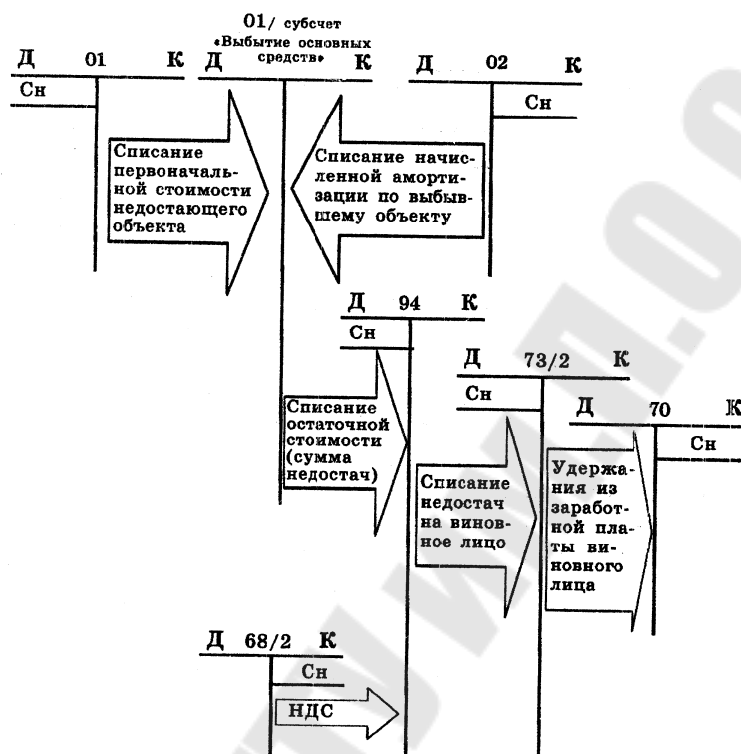 01/ субсчет
«Выбытие основных
средств»
Д 01 К
Д К
Д 02 К
Сн
Сн
Списание
первоначаль-
ной стоимости
недостающего
объекта
Списание начис-
ленной аморти-
зации по выбыв-
шему объекту
Д 94 К
Сн
Д 73/2 К
Сн
Д 70 К
Сн
Списание
остаточной
стоимости
(сумма
недостач)
Списание
недостач
на винов-
ное лицо
Удержа-
ния из
заработ-
ной пла-
ты ви-
новного
лица
Д 68/2 К
Сн
НДС